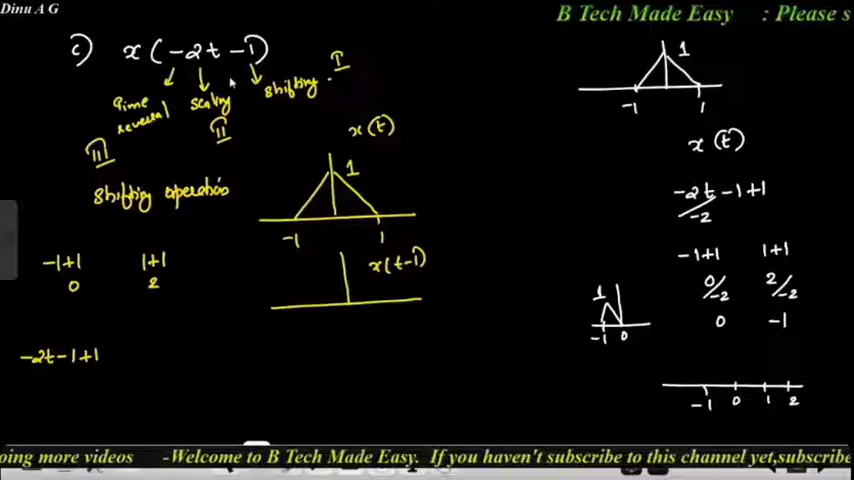 Dinu A G
B Tech Made Easy : Please s
c) x(-2t-1)
Time reversal
scaling
shifting.
I
II
III
shifting operation
x(t)
1
-1 1
x(t-1)
-1+1 1+1
0 2
-2t-1+1
1
-1 1
x(t)
-2t-1+1
-2
-1+1 1+1
0/-2 2/-2
0 -1
1
-1 0
-1 0 1 2
oing more videos -Welcome to B Tech Made Easy. If you haven't subscribe to this channel yet,subscribe